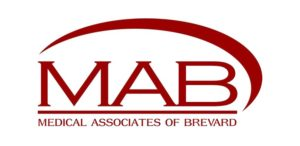 MAB
MEDICAL ASSOCIATES OF BREVARD